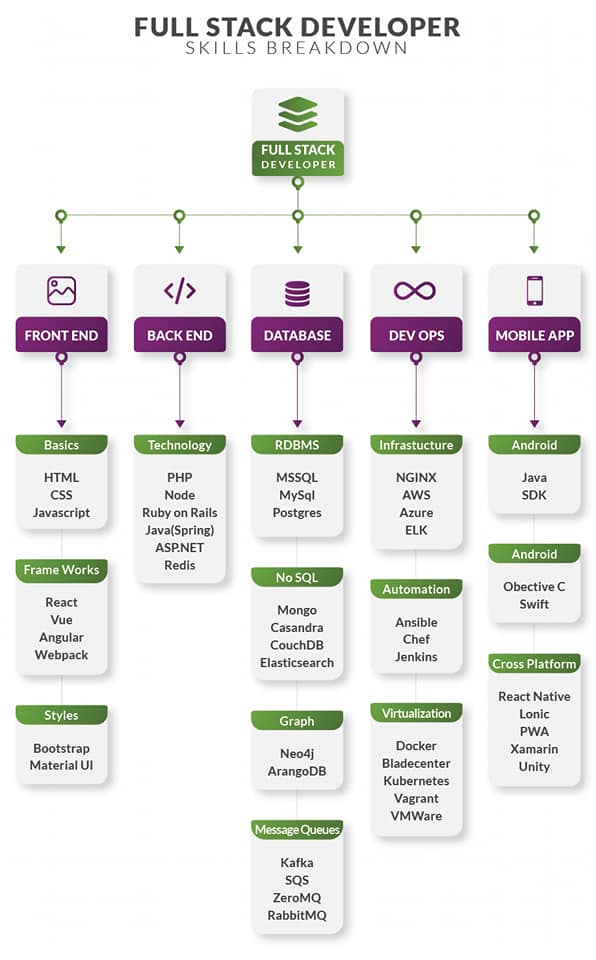 FULL STACK DEVELOPER
SKILLS BREAKDOWN
FULL STACK
DEVELOPER
FRONT END
BACK END
DATABASE
DEV OPS
MOBILE APP
Basics
HTML
CSS
Javascript
Frame Works
React
Vue
Angular
Webpack
Styles
Bootstrap
Material UI
Technology
PHP
Node
Ruby on Rails
Java(Spring)
ASP.NET
Redis
RDBMS
MSSQL
MySql
Postgres
No SQL
Mongo
Casandra
CouchDB
Elasticsearch
Graph
Neo4j
ArangoDB
Message Queues
Kafka
SQS
ZeroMQ
RabbitMQ
Infrastucture
NGINX
AWS
Azure
ELK
Automation
Ansible
Chef
Jenkins
Virtualization
Docker
Bladecenter
Kubernetes
Vagrant
VMWare
Android
Java
SDK
Android
Obective C
Swift
Cross Platform
React Native
Lonic
PWA
Xamarin
Unity